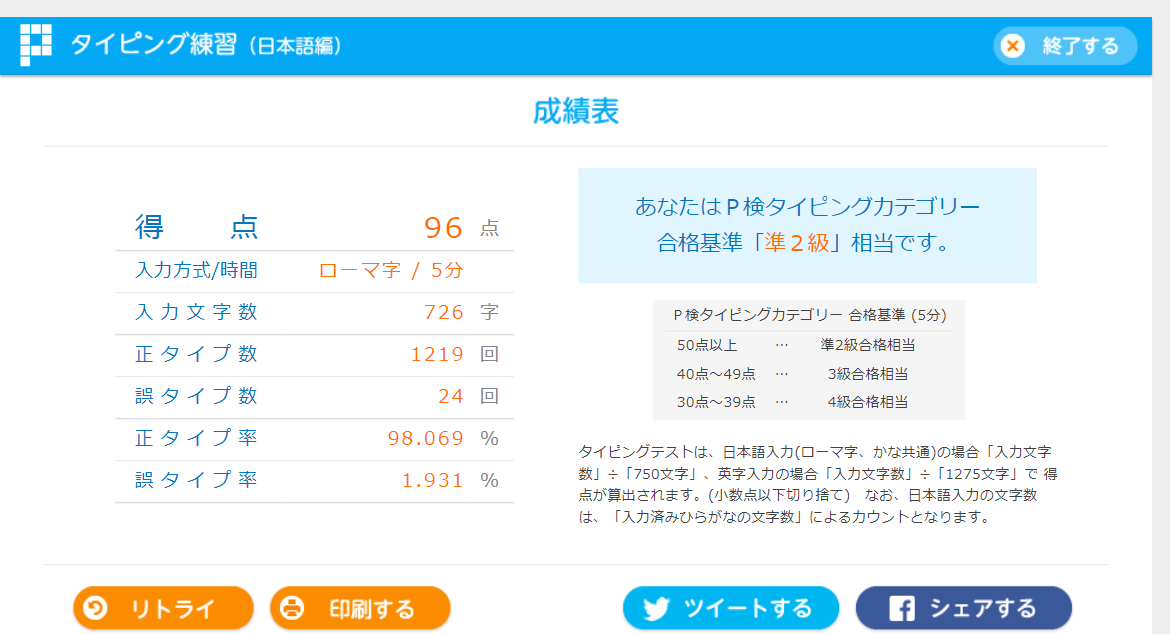 タイピング練習（日本語編）
終了する
成績表
得点 96 点
入力方式/時間 ローマ字 / 5分
入力文字数 726 字
正タイプ数 1219 回
誤タイプ数 24 回
正タイプ率 98.069 %
誤タイプ率 1.931 %
あなたはＰ検タイピングカテゴリー
合格基準「準２級」相当です。
Ｐ検タイピングカテゴリー 合格基準 (5分)
50点以上 … 準2級合格相当
40点～49点 … 3級合格相当
30点～39点 … 4級合格相当
タイピングテストは、日本語入力(ローマ字、かな共通)の場合「入力文字
数」÷「750文字」、英字入力の場合「入力文字数」÷「1275文字」で 得
点が算出されます。(小数点以下切り捨て)　なお、日本語入力の文字数
は、「入力済みひらがなの文字数」によるカウントとなります。
リトライ
印刷する
ツイートする
シェアする